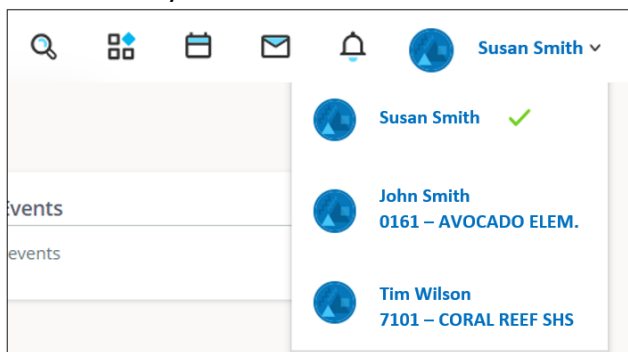 Susan Smith
Susan Smith
John Smith
0161 – AVOCADO ELEM.
Events
events
Tim Wilson
7101 – CORAL REEF SHS